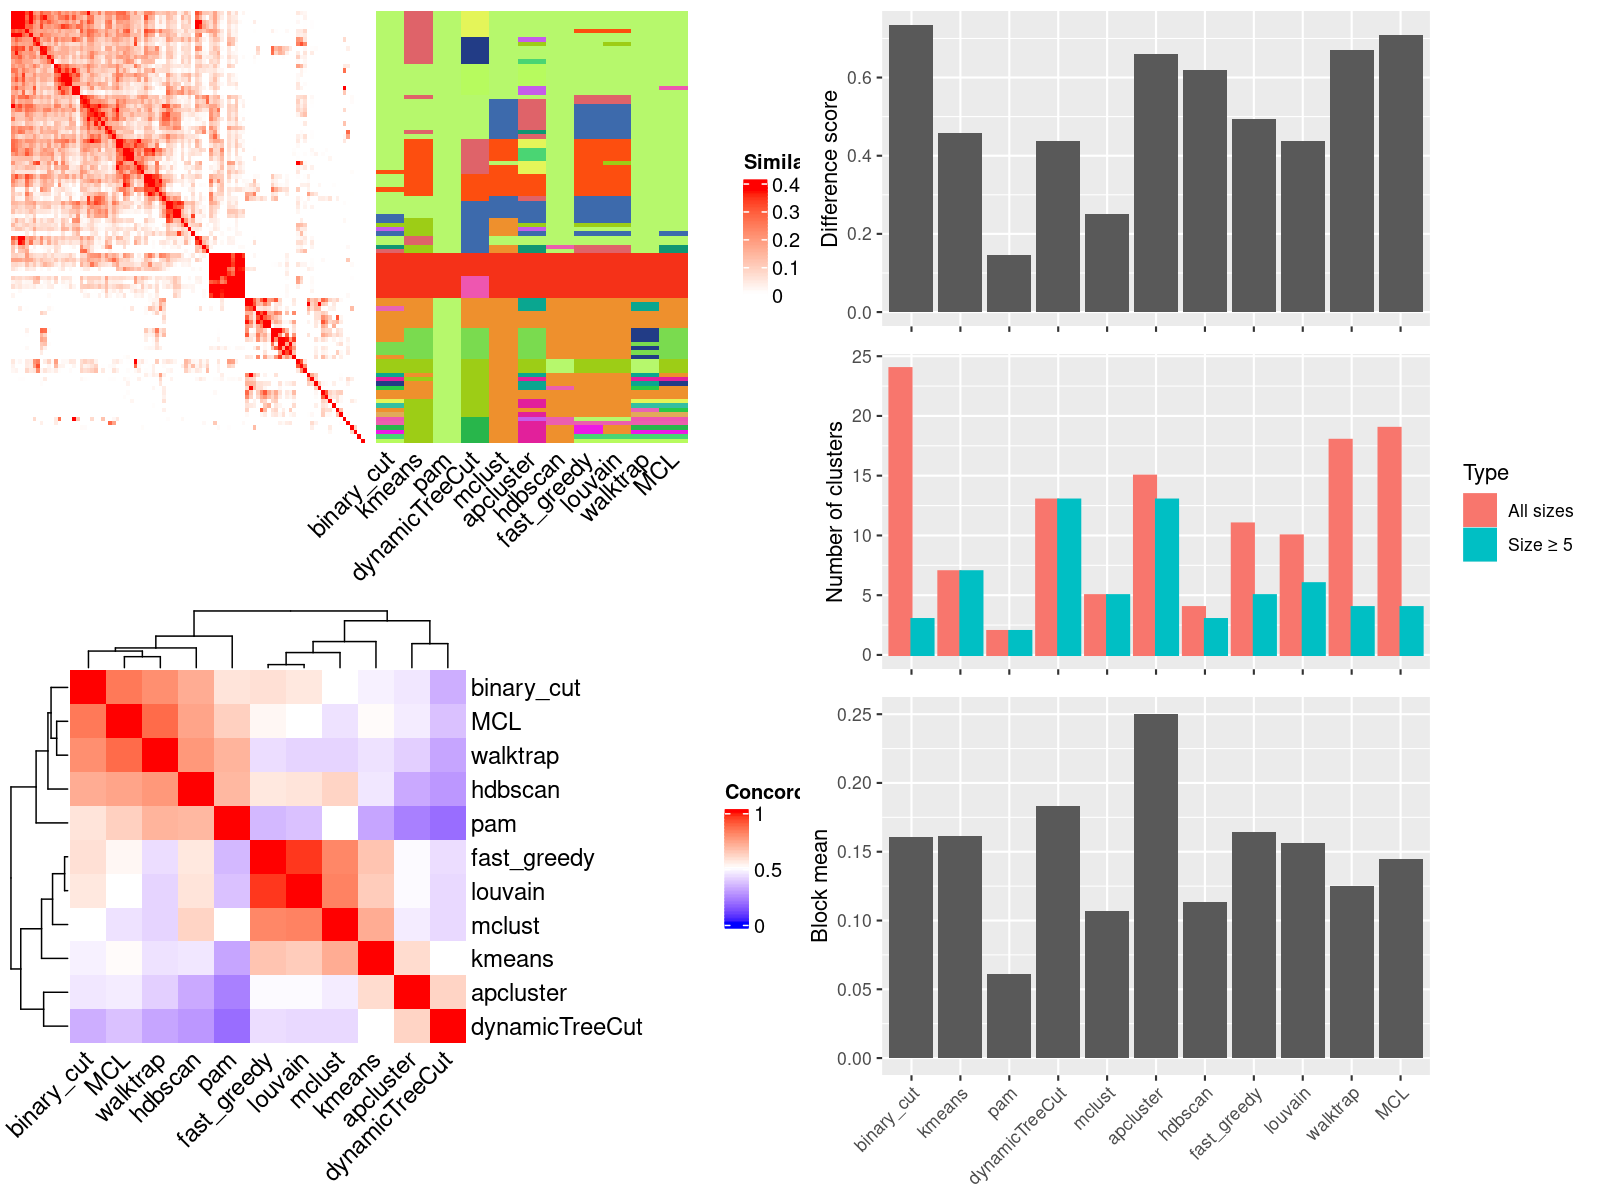 Simila
0.4
0.3
0.2
0.1
0
binary_cut
kmeans
pam
dynamicTreeCut
mclust
apcluster
hdbscan
fast_greedy
louvain
walktrap
MCL
Difference score
0.6
0.4
0.2
0.0
Number of clusters
25
20
15
10
5
0
Type
All sizes
Size ≥ 5
binary_cut
MCL
walktrap
hdbscan
pam
fast_greedy
louvain
mclust
kmeans
apcluster
dynamicTreeCut
binary_cut
MCL
walktrap
hdbscan
pam
fast_greedy
louvain
mclust
kmeans
apcluster
dynamicTreeCut
Concord
1
0.5
0
Block mean
0.25
0.20
0.15
0.10
0.05
0.00
binary_cut
kmeans
pam
dynamicTreeCut
mclust
apcluster
hdbscan
fast_greedy
louvain
walktrap
MCL